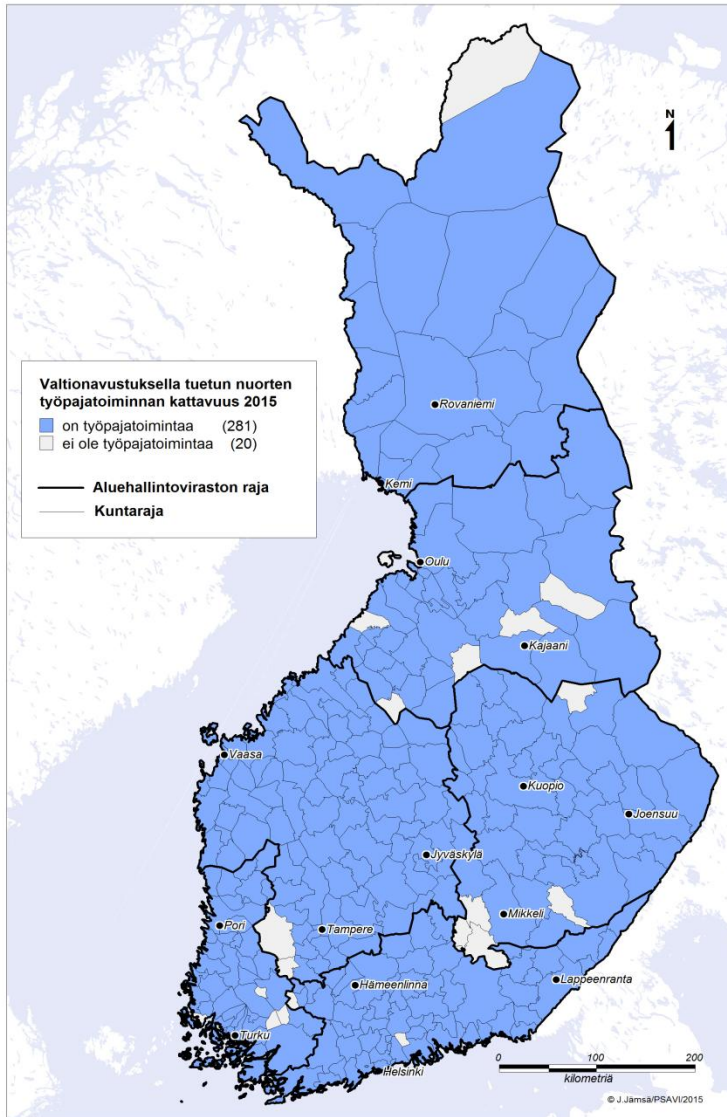 N
Valtionavustuksella tuetun nuorten
työpajatoiminnan kattavuus 2015
on työpajatoimintaa (281)
ei ole työpajatoimintaa (20)
Aluehallintoviraston raja
Kuntaraja
Rovaniemi
Kemi
Oulu
Kajaani
Vaasa
Kuopio
Joensuu
Jyväskylä
Mikkeli
Pori
Tampere
Hämeenlinna
Lappeenranta
Turku
Helsinki
0 50 100 200
kilometriä
© J.Jämsä/PSAVI/2015